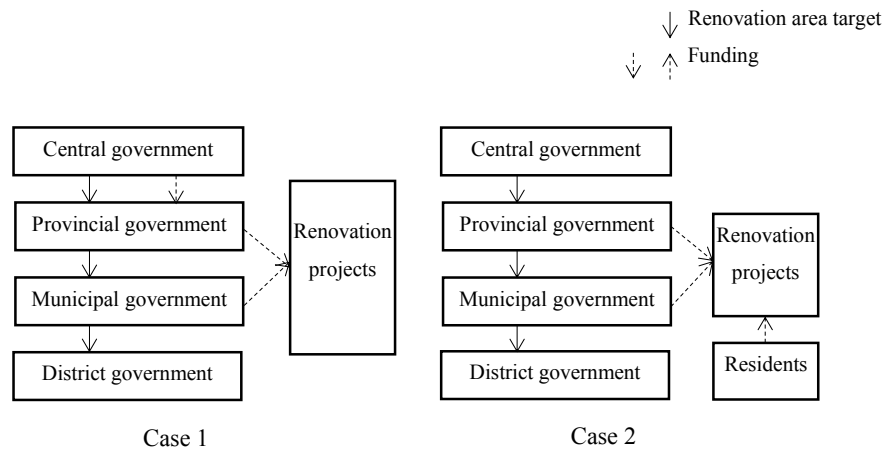 Renovation area target
Funding
Central government
Provincial government
Municipal government
District government
Renovation
projects
Case 1
Central government
Provincial government
Municipal government
District government
Renovation
projects
Residents
Case 2